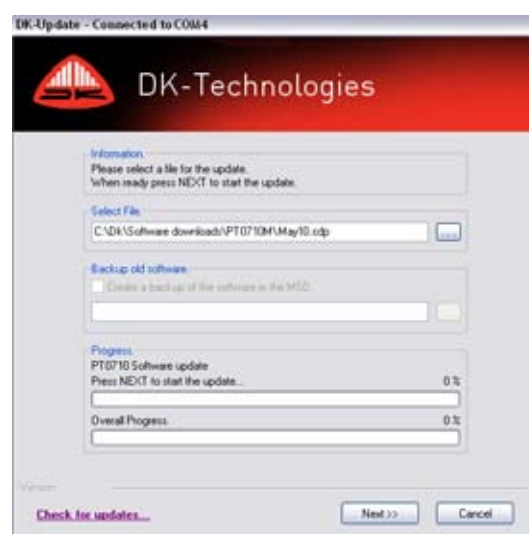 DK-Update - Connected to COM4
DK
DK-Technologies
Information
Please select a file for the update.
When ready press NEXT to start the update.
Select File
C:\Dk\Software downloads\PT0710M\May10.cdp
...
Backup old software
Create a back-up of the software in the MSD.
Progress
PT0710 Software update
Press NEXT to start the update...
0 %
Overall Progress
0 %
Version
Check for updates...
Next >>
Cancel